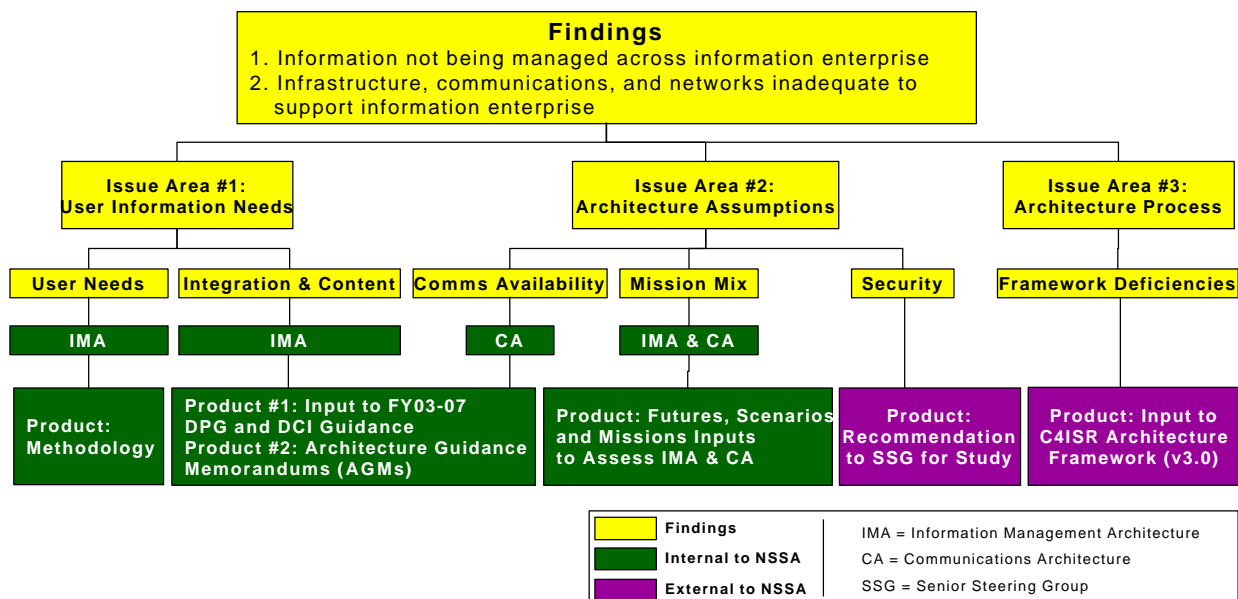 Findings
1. Information not being managed across information enterprise
2. Infrastructure, communications, and networks inadequate to
support information enterprise
Issue Area #1:
User Information Needs
Issue Area #2:
Architecture Assumptions
Issue Area #3:
Architecture Process
User Needs
Integration & Content
Comms Availability
Mission Mix
Security
Framework Deficiencies
IMA
IMA
CA
IMA & CA
Product:
Methodology
Product #1: Input to FY03-07
DPG and DCI Guidance
Product #2: Architecture Guidance
Memorandums (AGMs)
Product: Futures, Scenarios
and Missions Inputs
to Assess IMA & CA
Product:
Recommendation
to SSG for Study
Product: Input to
C4ISR Architecture
Framework (v3.0)
Findings
Internal to NSSA
External to NSSA
IMA = Information Management Architecture
CA = Communications Architecture
SSG = Senior Steering Group